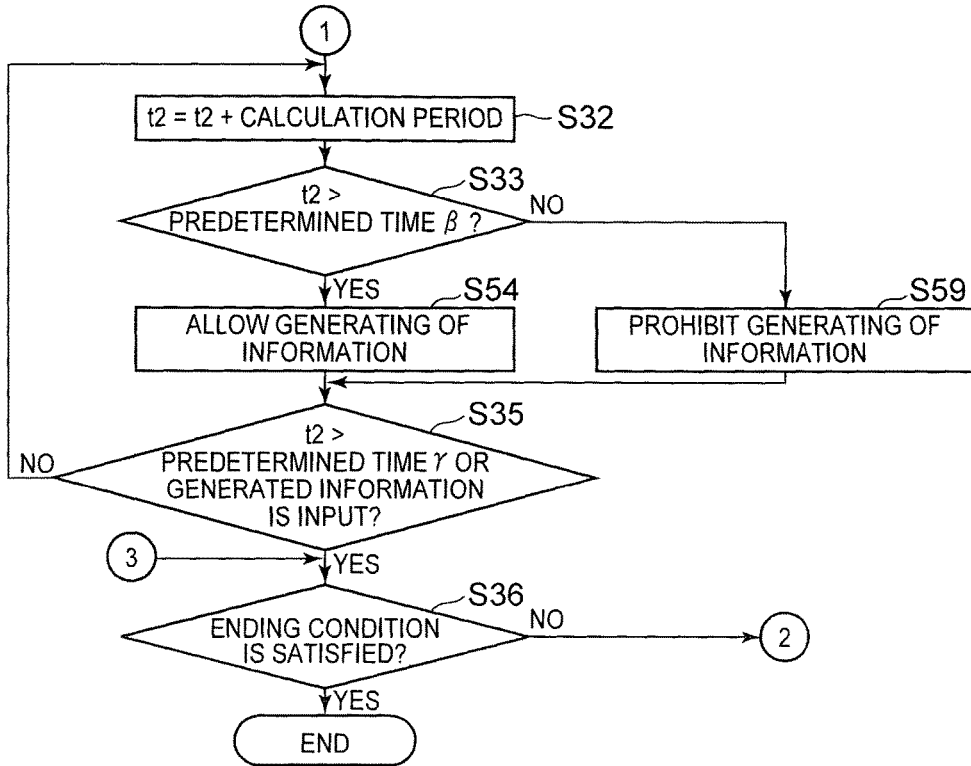 1
t2 = t2 + CALCULATION PERIOD
S32
S33
t2 >
PREDETERMINED TIME β ?
NO
YES
S54
ALLOW GENERATING OF
INFORMATION
S59
PROHIBIT GENERATING OF
INFORMATION
S35
t2 >
PREDETERMINED TIME γ OR
GENERATED INFORMATION
IS INPUT?
NO
YES
3
S36
ENDING CONDITION
IS SATISFIED?
NO
2
YES
END